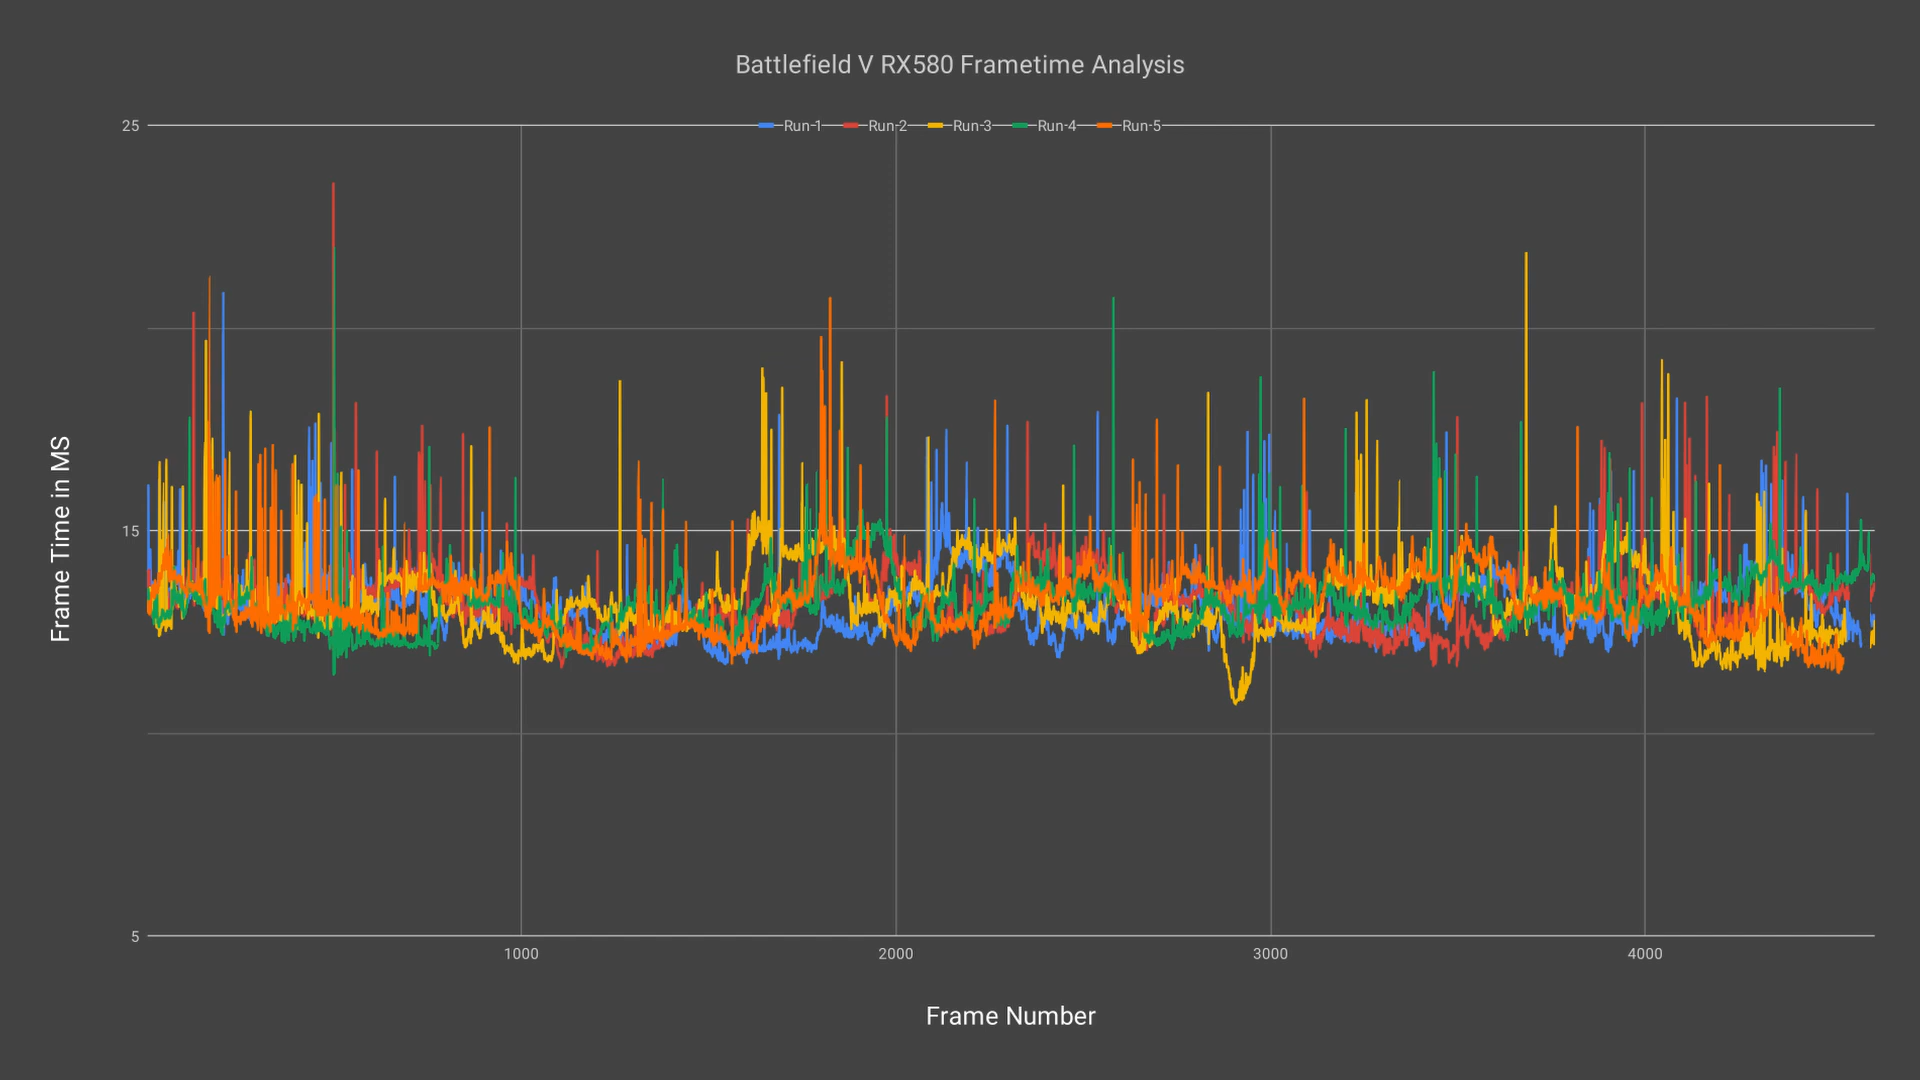 Battlefield V RX580 Frametime Analysis
25
Run-1 Run-2 Run-3 Run-4 Run-5
15
Frame Time in MS
5
1000 2000 3000 4000
Frame Number